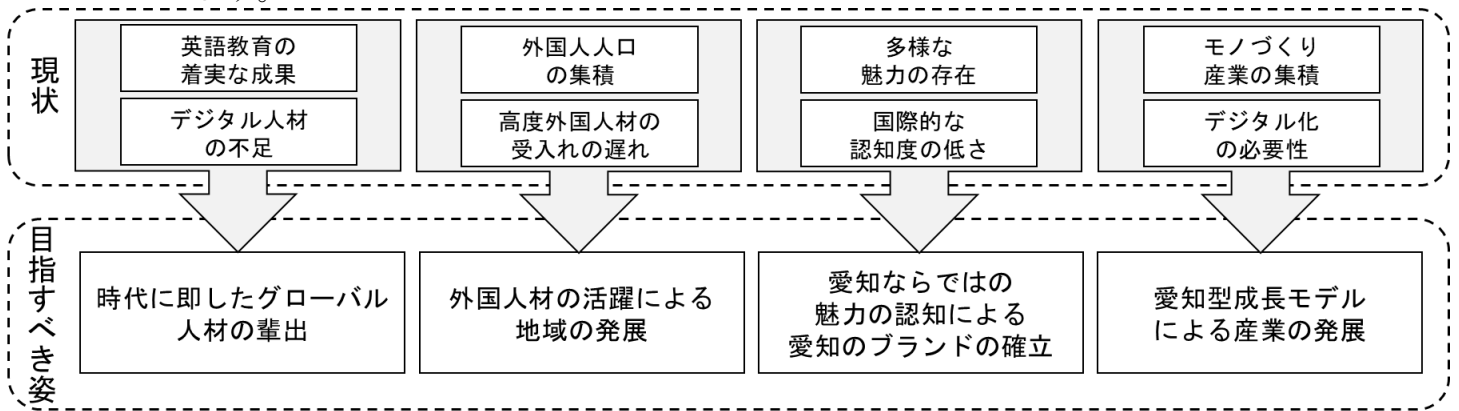 現状
英語教育の
着実な成果
デジタル人材
の不足
外国人人口
の集積
高度外国人材の
受入れの遅れ
多様な
魅力の存在
国際的な
認知度の低さ
モノづくり
産業の集積
デジタル化
の必要性
目指すべき姿
時代に即したグローバル
人材の輩出
外国人材の活躍による
地域の発展
愛知ならではの
魅力の認知による
愛知のブランドの確立
愛知型成長モデル
による産業の発展